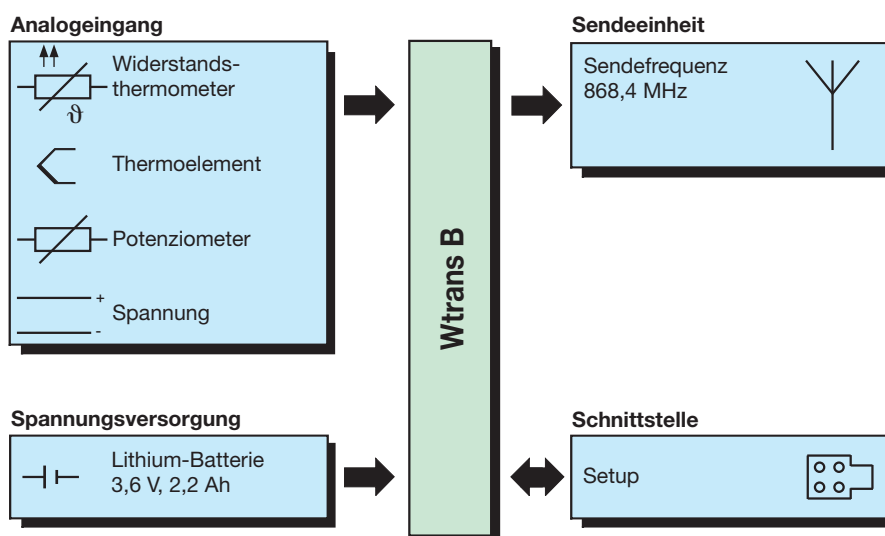 Analogeingang
Widerstands-
thermometer
ϑ
Thermoelement
Potenziometer
+
Spannung
-
Spannungsversorgung
Lithium-Batterie
3,6 V, 2,2 Ah
Wtrans B
Sendeeinheit
Sendefrequenz
868,4 MHz
Schnittstelle
Setup